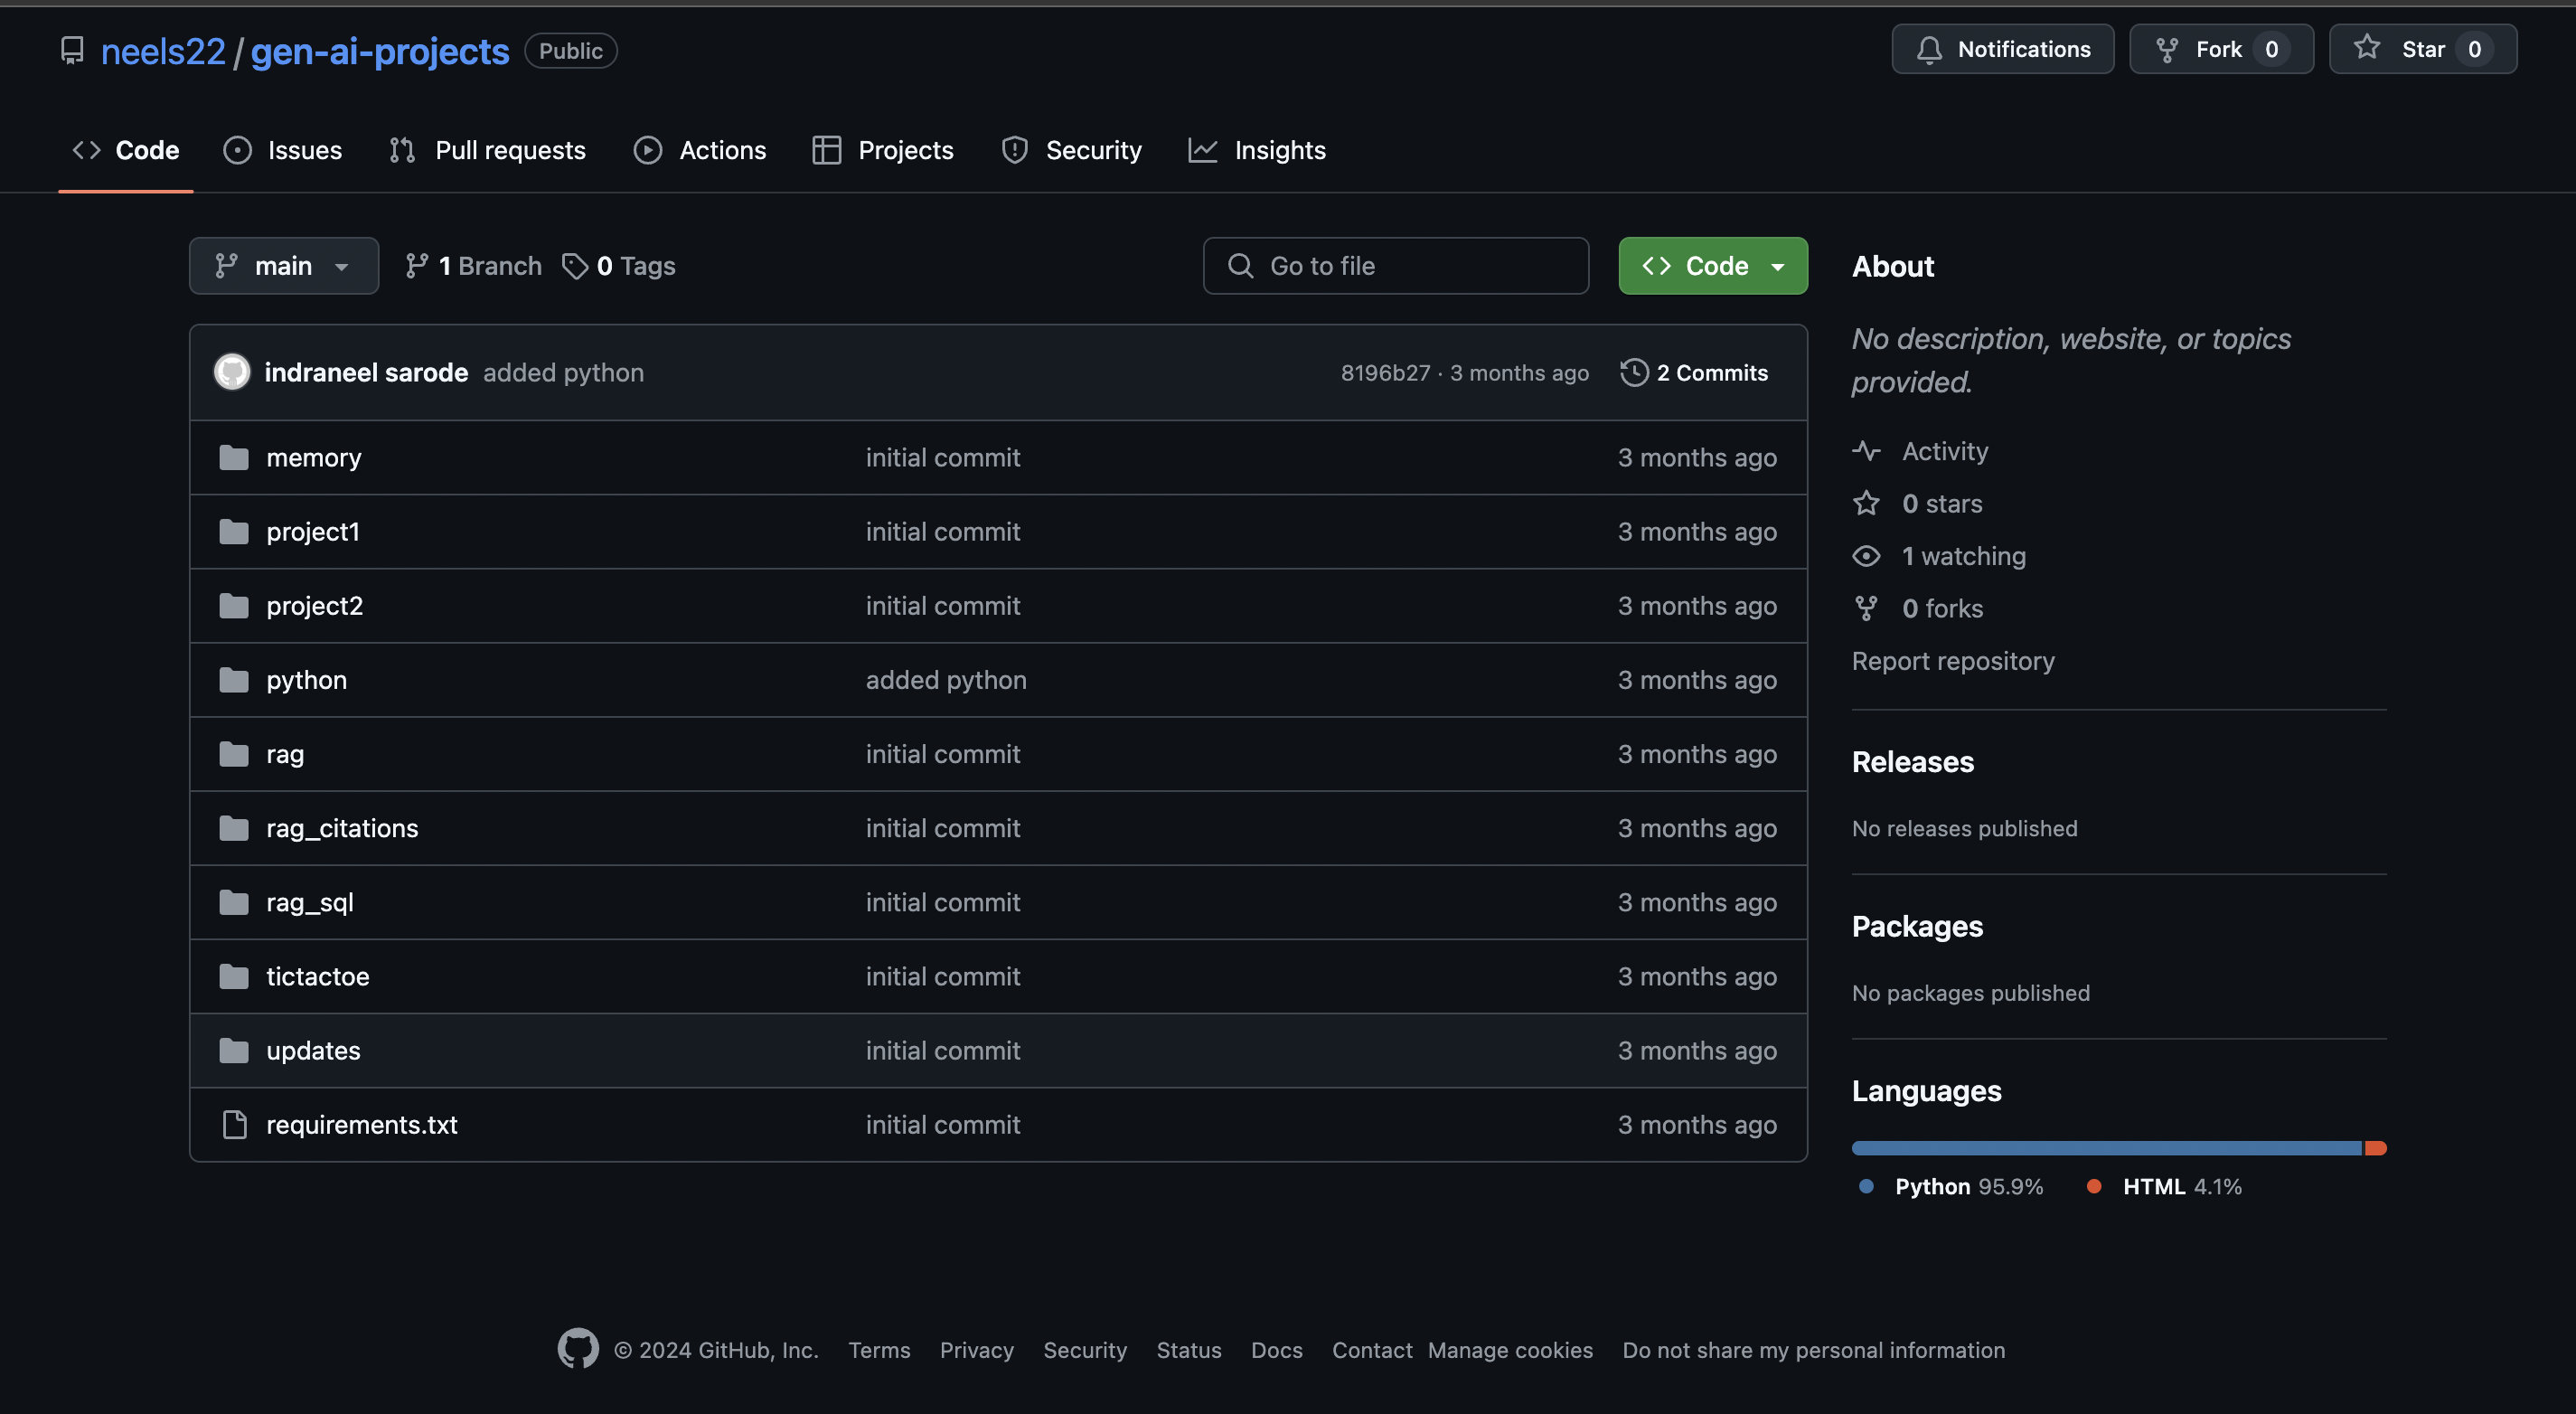 neels22 / gen-ai-projects Public Notifications Fork 0 Star 0
Code Issues Pull requests Actions Projects Security Insights
main 1 Branch 0 Tags Go to file Code
indraneel sarode added python 8196b27 · 3 months ago 2 Commits
memory initial commit 3 months ago
project1 initial commit 3 months ago
project2 initial commit 3 months ago
python added python 3 months ago
rag initial commit 3 months ago
rag_citations initial commit 3 months ago
rag_sql initial commit 3 months ago
tictactoe initial commit 3 months ago
updates initial commit 3 months ago
requirements.txt initial commit 3 months ago
About
No description, website, or topics
provided.
Activity
0 stars
1 watching
0 forks
Report repository
Releases
No releases published
Packages
No packages published
Languages
Python 95.9% HTML 4.1%
© 2024 GitHub, Inc. Terms Privacy Security Status Docs Contact Manage cookies Do not share my personal information